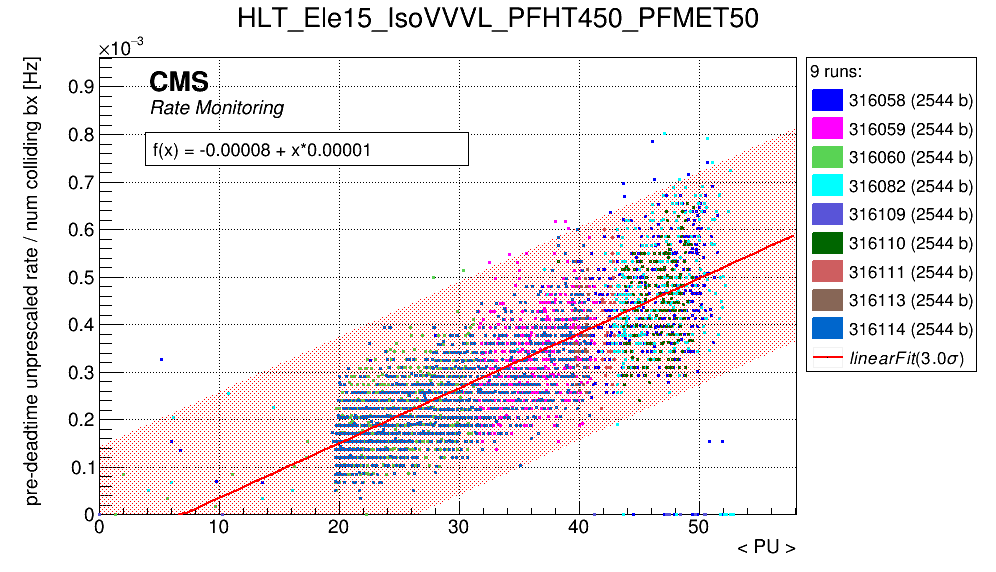 HLT_Ele15_IsoVVVL_PFHT450_PFMET50
×10⁻³
CMS
Rate Monitoring
f(x) = -0.00008 + x*0.00001
pre-deadtime unprescaled rate / num colliding bx [Hz]
0.9
0.8
0.7
0.6
0.5
0.4
0.3
0.2
0.1
0
0 10 20 30 40 50
< PU >
9 runs:
316058 (2544 b)
316059 (2544 b)
316060 (2544 b)
316082 (2544 b)
316109 (2544 b)
316110 (2544 b)
316111 (2544 b)
316113 (2544 b)
316114 (2544 b)
linearFit(3.0σ)